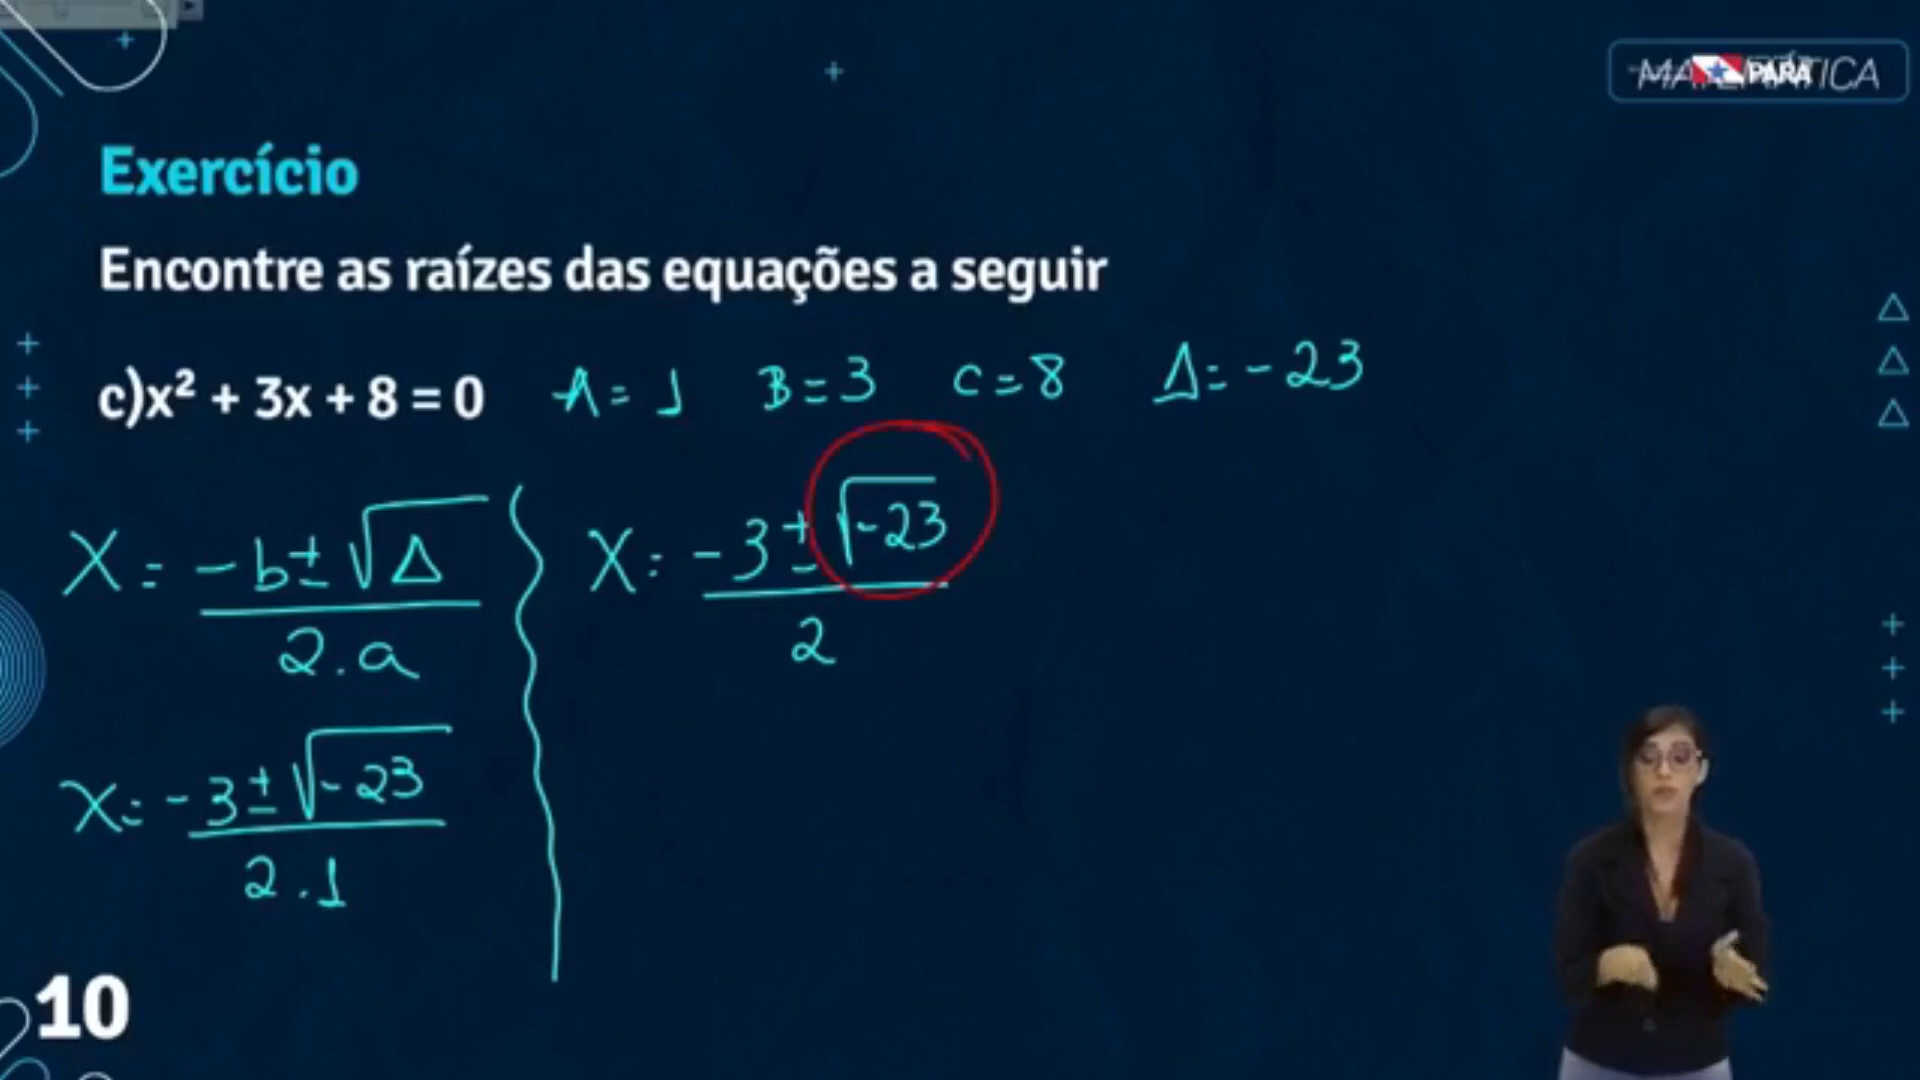 MATEMÁTICA
PARÁ
Exercício
Encontre as raízes das equações a seguir
c)x² + 3x + 8 = 0 A = 1 B = 3 C = 8 Δ = -23
X = -b ± √Δ / 2.a
X = -3 ± √-23 / 2
X = -3 ± √-23 / 2.1
10